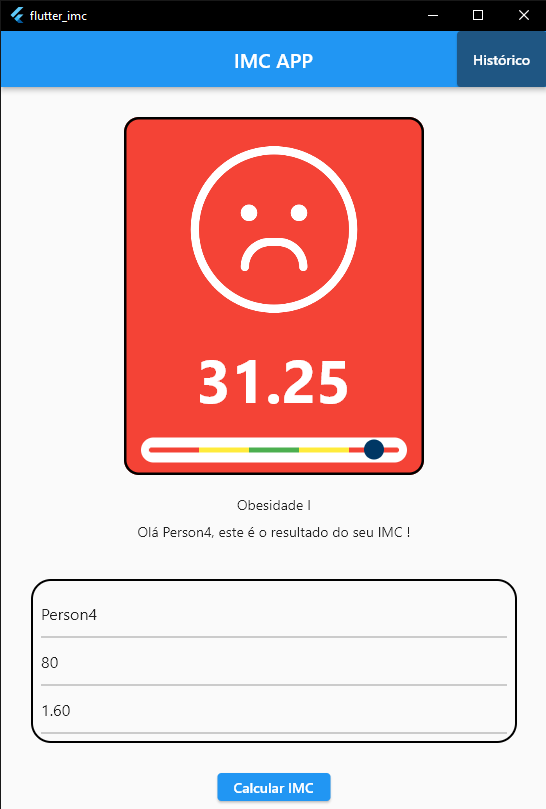 flutter_imc
IMC APP
Histórico
31.25
Obesidade I
Olá Person4, este é o resultado do seu IMC !
Person4
80
1.60
Calcular IMC